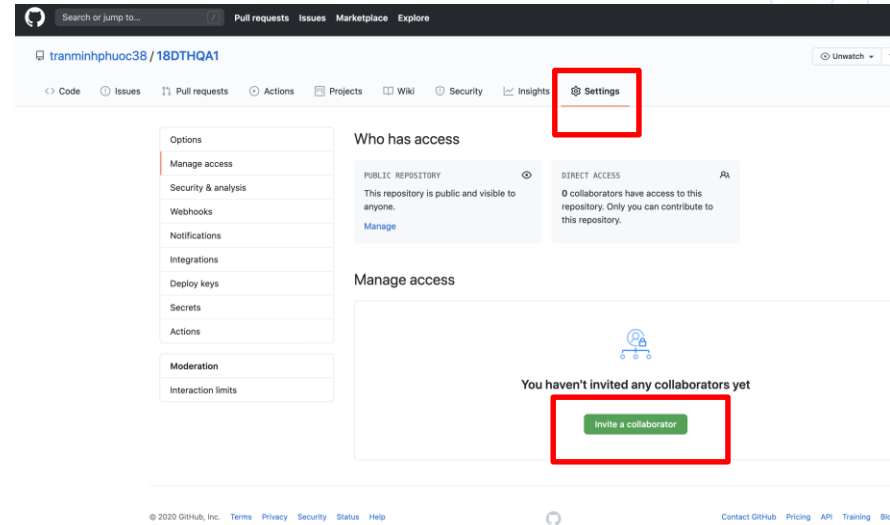 Search or jump to... /
Pull requests Issues Marketplace Explore
tranminhphuoc38 / 18DTHQA1
Unwatch
Code Issues Pull requests Actions Projects Wiki Security Insights Settings
Options
Manage access
Security & analysis
Webhooks
Notifications
Integrations
Deploy keys
Secrets
Actions
Moderation
Interaction limits
Who has access
PUBLIC REPOSITORY
This repository is public and visible to
anyone.
Manage
DIRECT ACCESS
0 collaborators have access to this
repository. Only you can contribute to
this repository.
Manage access
You haven't invited any collaborators yet
Invite a collaborator
© 2020 GitHub, Inc. Terms Privacy Security Status Help
Contact GitHub Pricing API Training